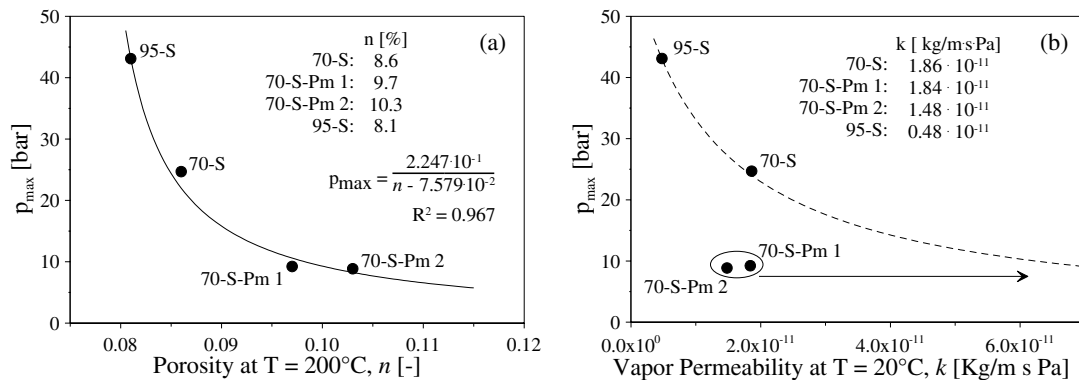 50
40
30
20
10
0
p_max [bar]
0.08
0.09
0.10
0.11
0.12
Porosity at T = 200°C, n [-]
(a)
95-S
70-S
70-S-Pm 1
70-S-Pm 2
n [%]
70-S: 8.6
70-S-Pm 1: 9.7
70-S-Pm 2: 10.3
95-S: 8.1
p_max = 2.247·10⁻¹ / n - 7.579·10⁻²
R² = 0.967
50
40
30
20
10
0
p_max [bar]
0.0x10⁰
2.0x10⁻¹¹
4.0x10⁻¹¹
6.0x10⁻¹¹
Vapor Permeability at T = 20°C, k [Kg/m s Pa]
(b)
95-S
70-S
70-S-Pm 1
70-S-Pm 2
k [ kg/m·s·Pa]
70-S: 1.86 · 10⁻¹¹
70-S-Pm 1: 1.84 · 10⁻¹¹
70-S-Pm 2: 1.48 · 10⁻¹¹
95-S: 0.48 · 10⁻¹¹